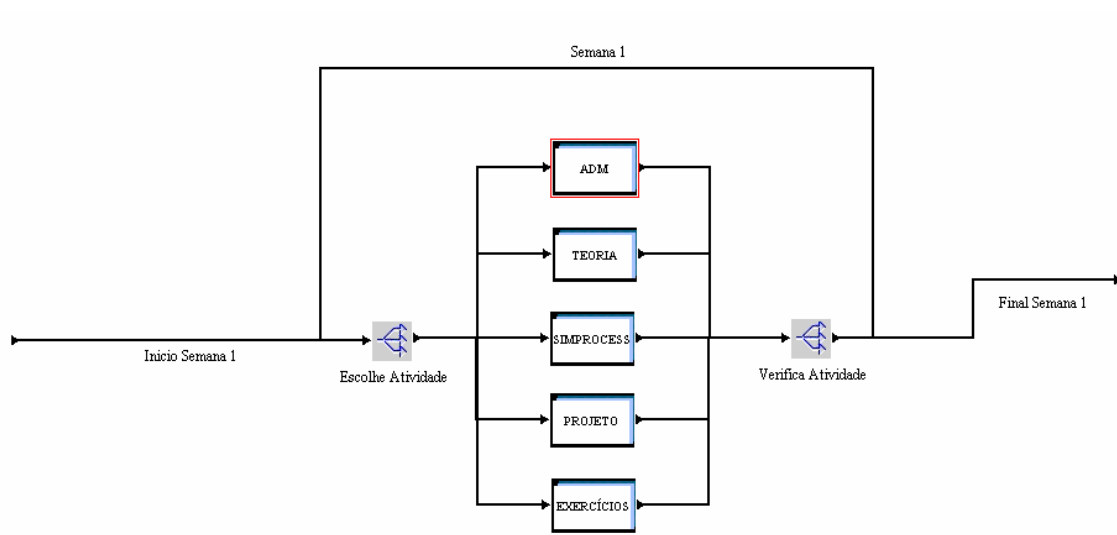 Semana 1
ADM
TEORIA
Final Semana 1
SIMPROCESS
Inicio Semana 1
Escolhe Atividade
Verifica Atividade
PROJETO
EXERCÍCIOS